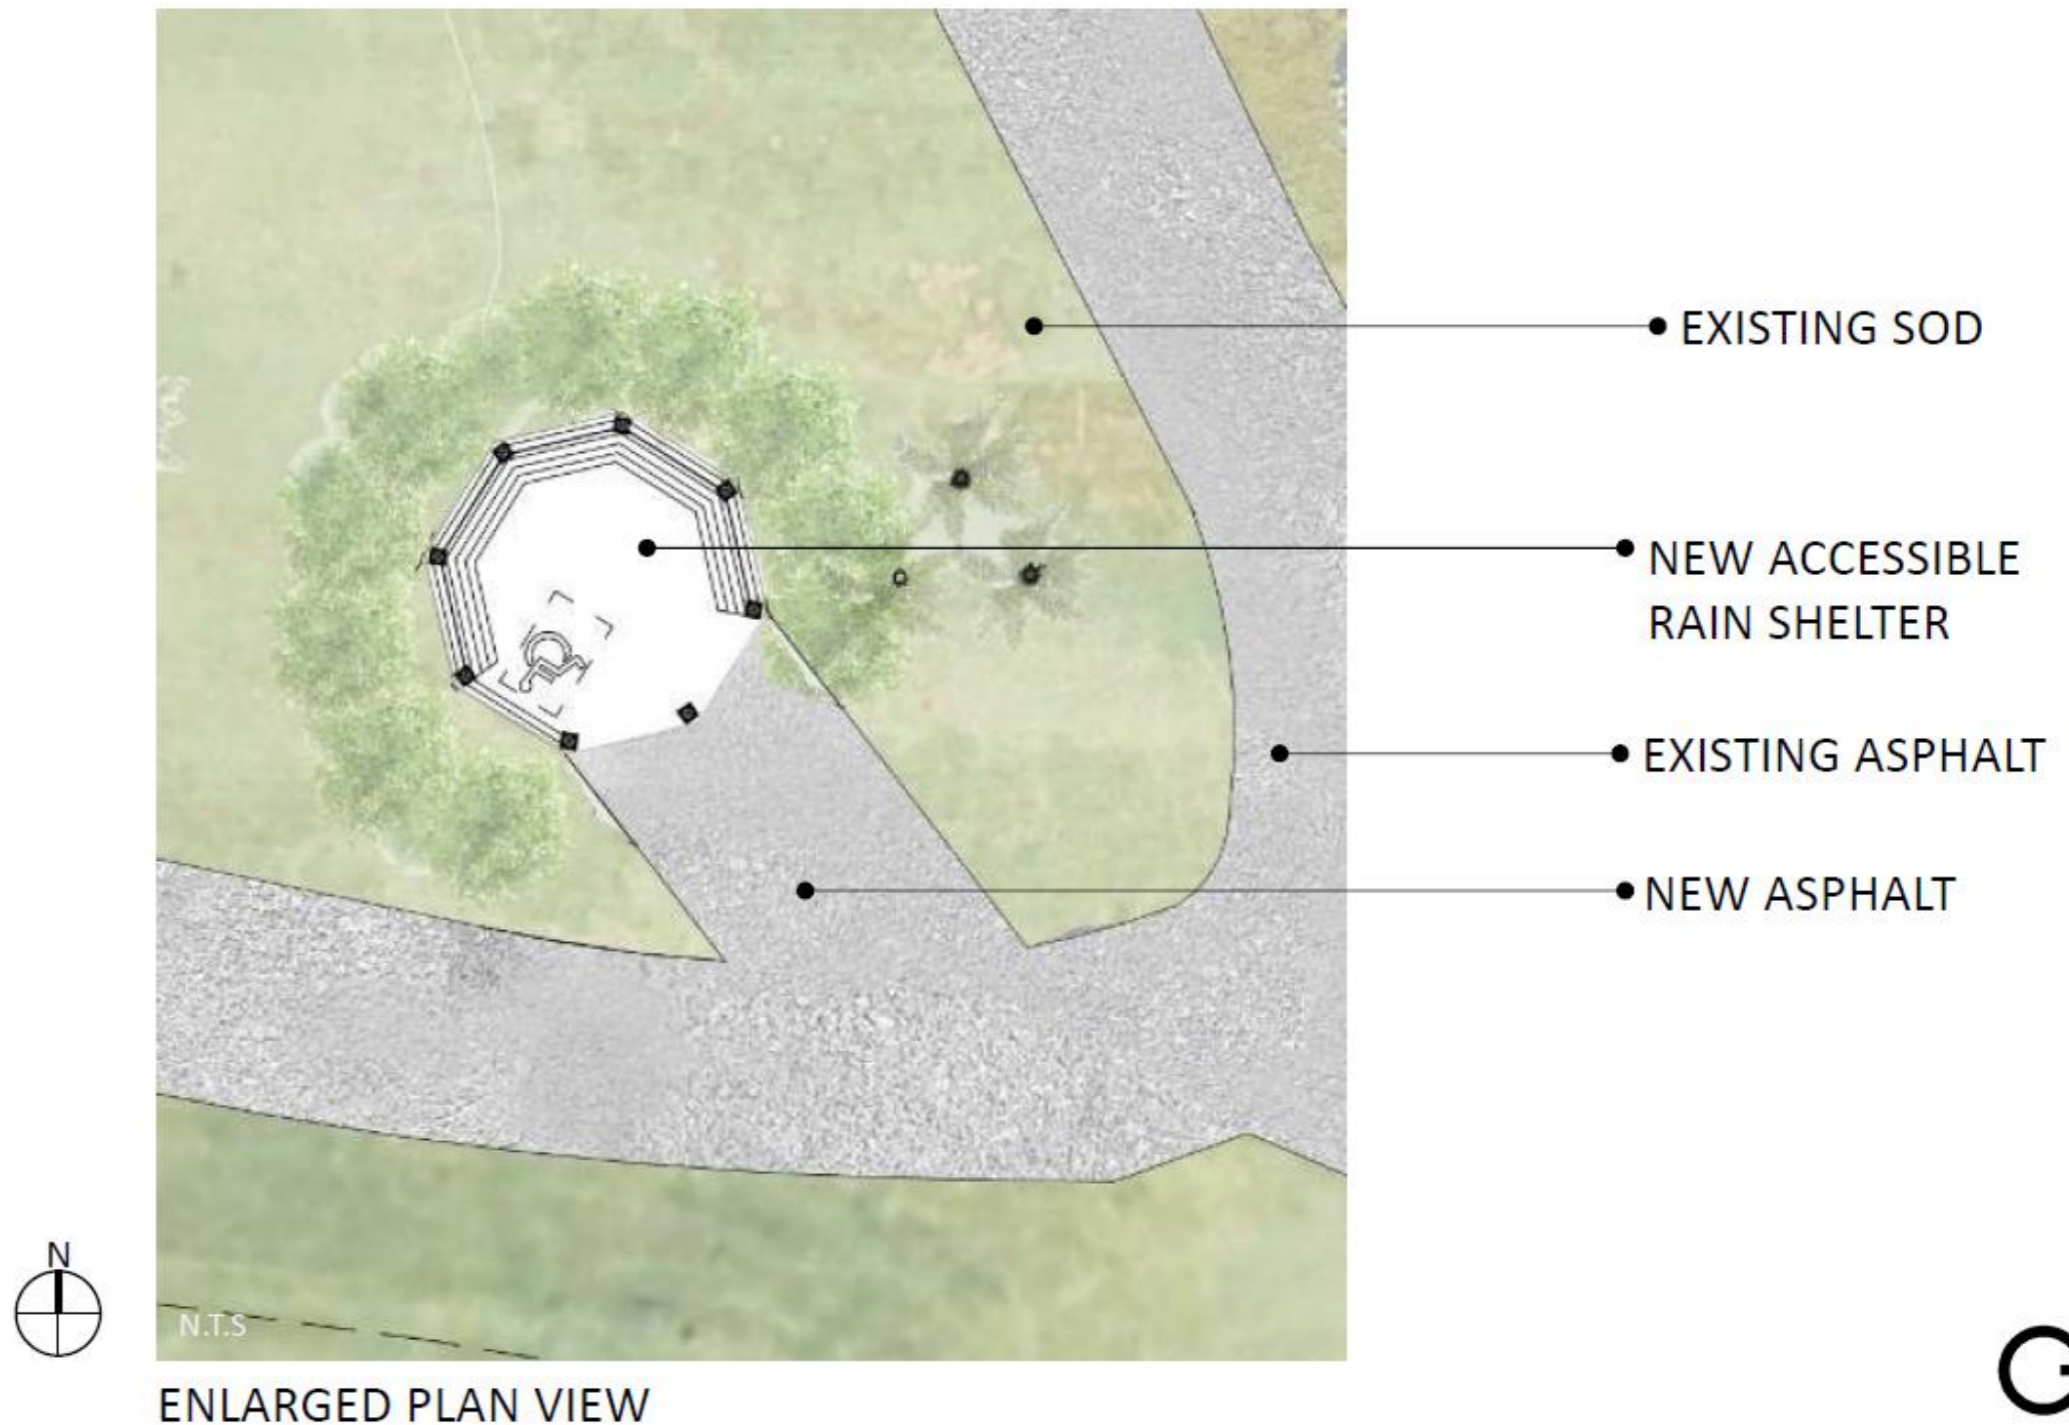 EXISTING SOD
NEW ACCESSIBLE
RAIN SHELTER
EXISTING ASPHALT
NEW ASPHALT
N
N.T.S
ENLARGED PLAN VIEW